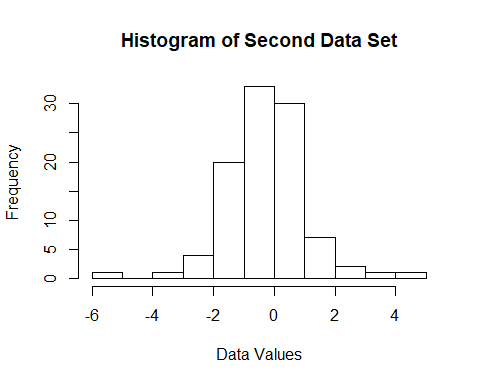 Histogram of Second Data Set
Frequency
30
20
10
5
0
-6 -4 -2 0 2 4
Data Values